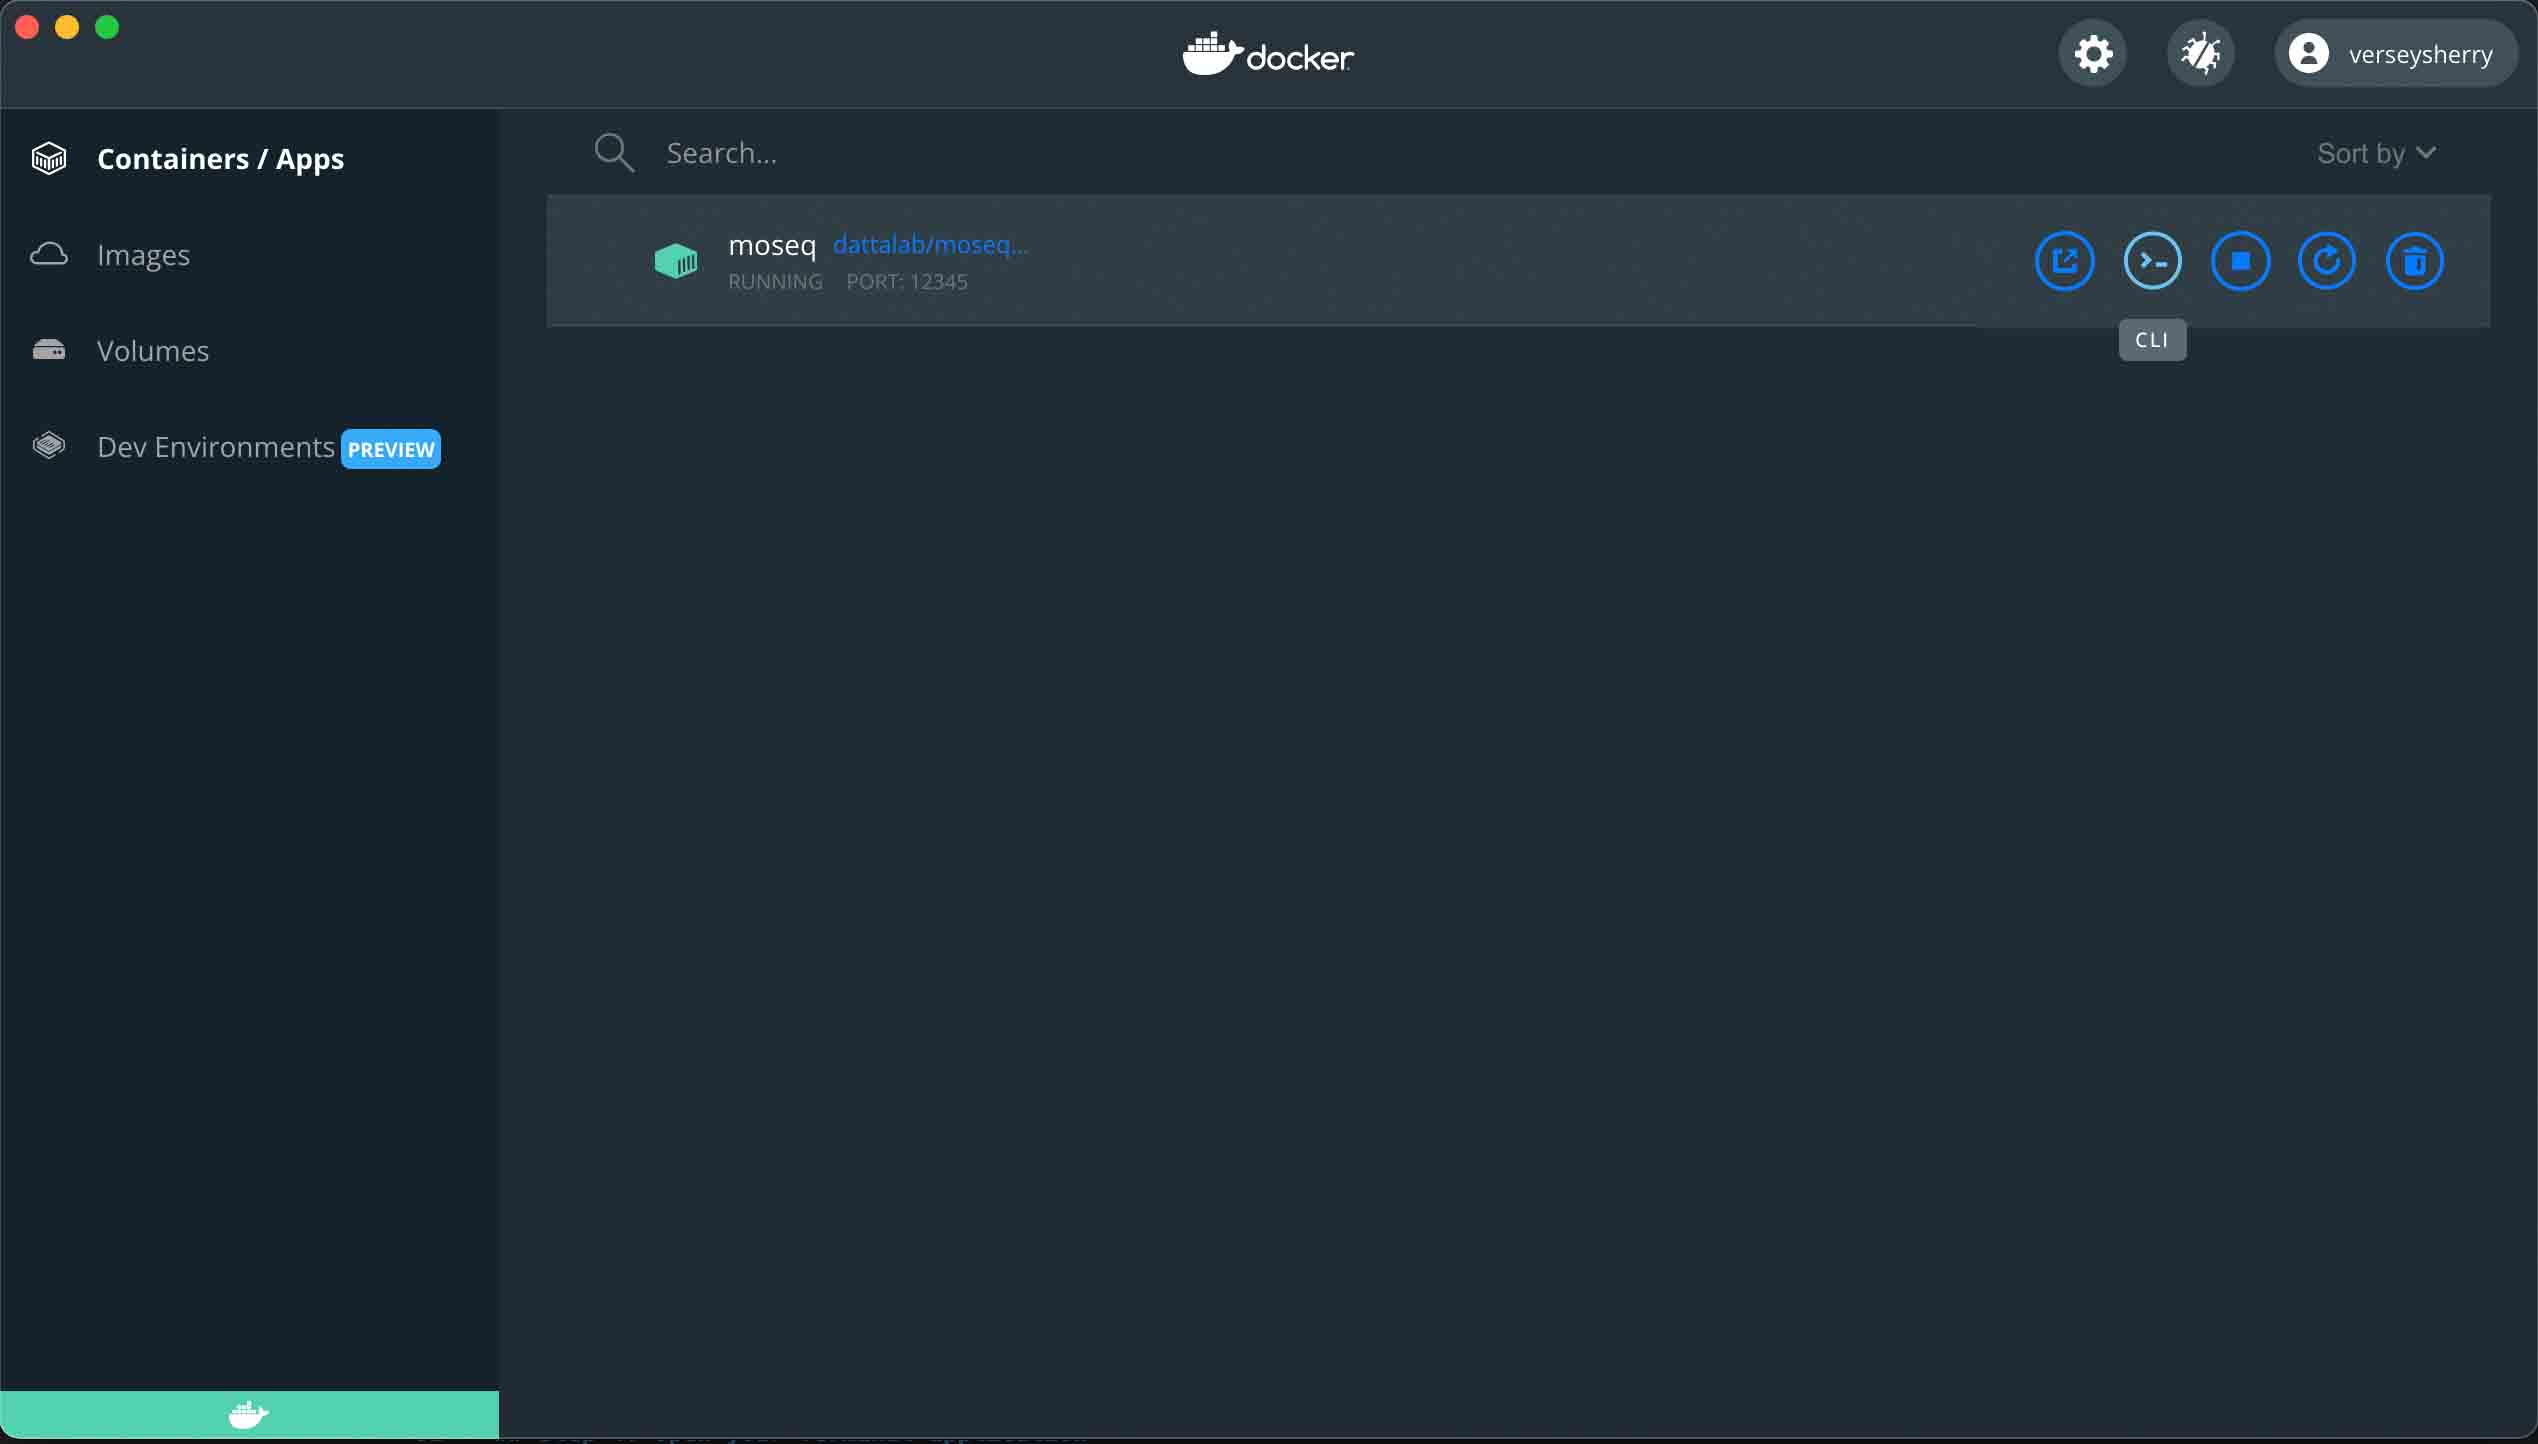 docker
verseysherry
Containers / Apps
Images
Volumes
Dev Environments PREVIEW
Search...
Sort by
moseq dattalab/moseq...
RUNNING PORT: 12345
CLI